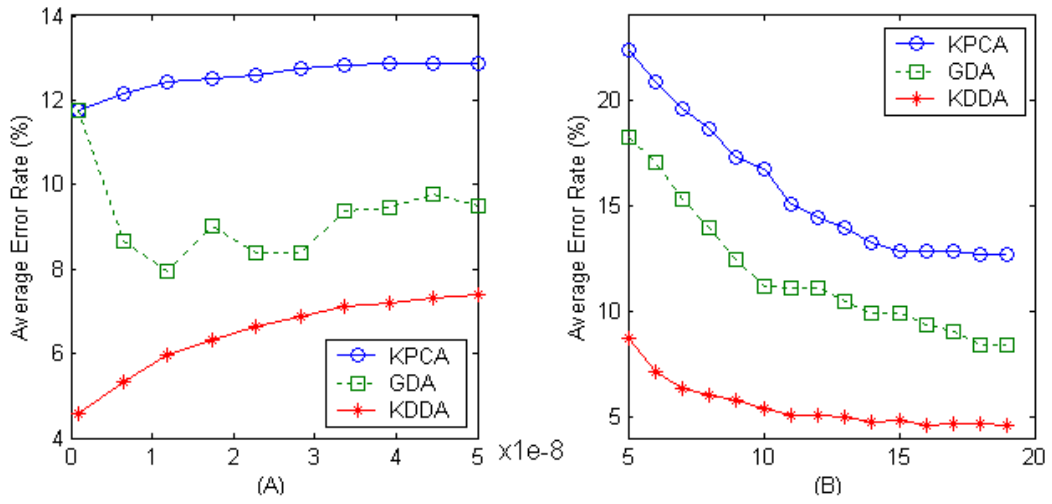 14
12
10
8
6
4
Average Error Rate (%)
KPCA
GDA
KDDA
0 1 2 3 4 5 x1e-8
(A)
20
15
10
5
Average Error Rate (%)
KPCA
GDA
KDDA
5 10 15 20
(B)